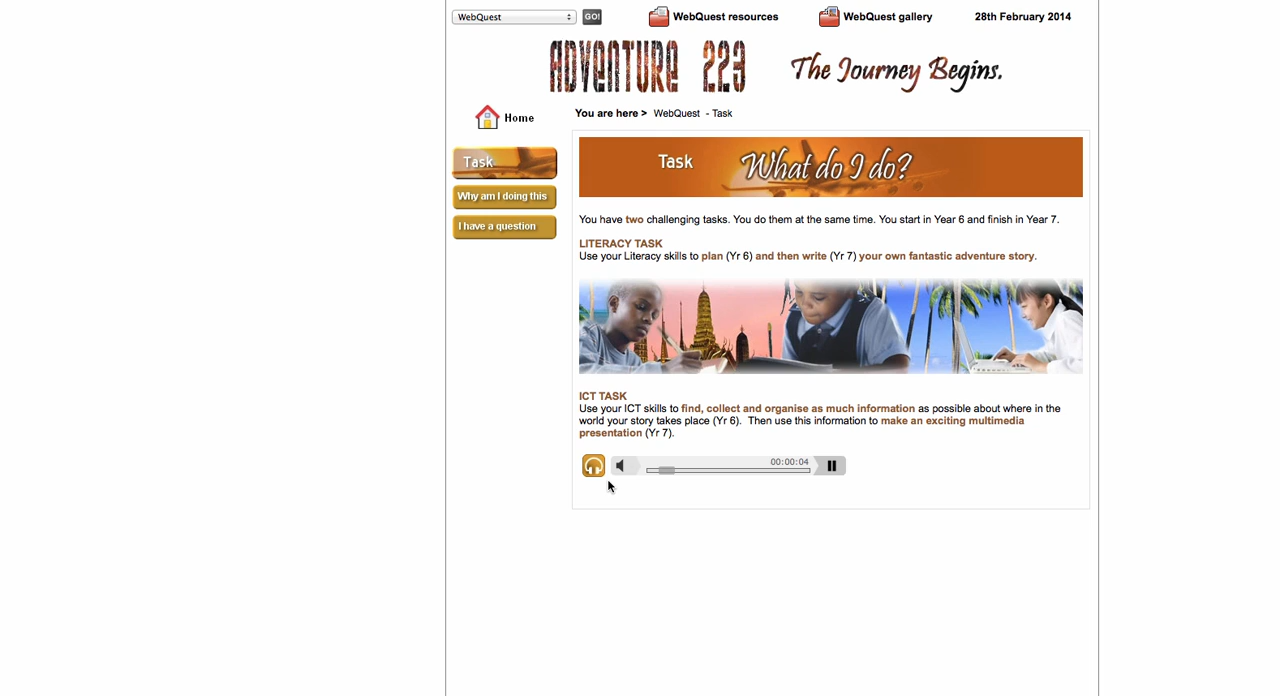 WebQuest GO! WebQuest resources WebQuest gallery 28th February 2014
ADVENTURE 223 The Journey Begins.
Home You are here > WebQuest - Task
Task
Why am I doing this
I have a question
Task What do I do?
You have two challenging tasks. You do them at the same time. You start in Year 6 and finish in Year 7.
LITERACY TASK
Use your Literacy skills to plan (Yr 6) and then write (Yr 7) your own fantastic adventure story.
ICT TASK
Use your ICT skills to find, collect and organise as much information as possible about where in the
world your story takes place (Yr 6). Then use this information to make an exciting multimedia
presentation (Yr 7).
00:00:04